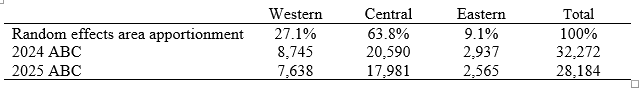 Western Central Eastern Total
Random effects area apportionment 27.1% 63.8% 9.1% 100%
2024 ABC 8,745 20,590 2,937 32,272
2025 ABC 7,638 17,981 2,565 28,184